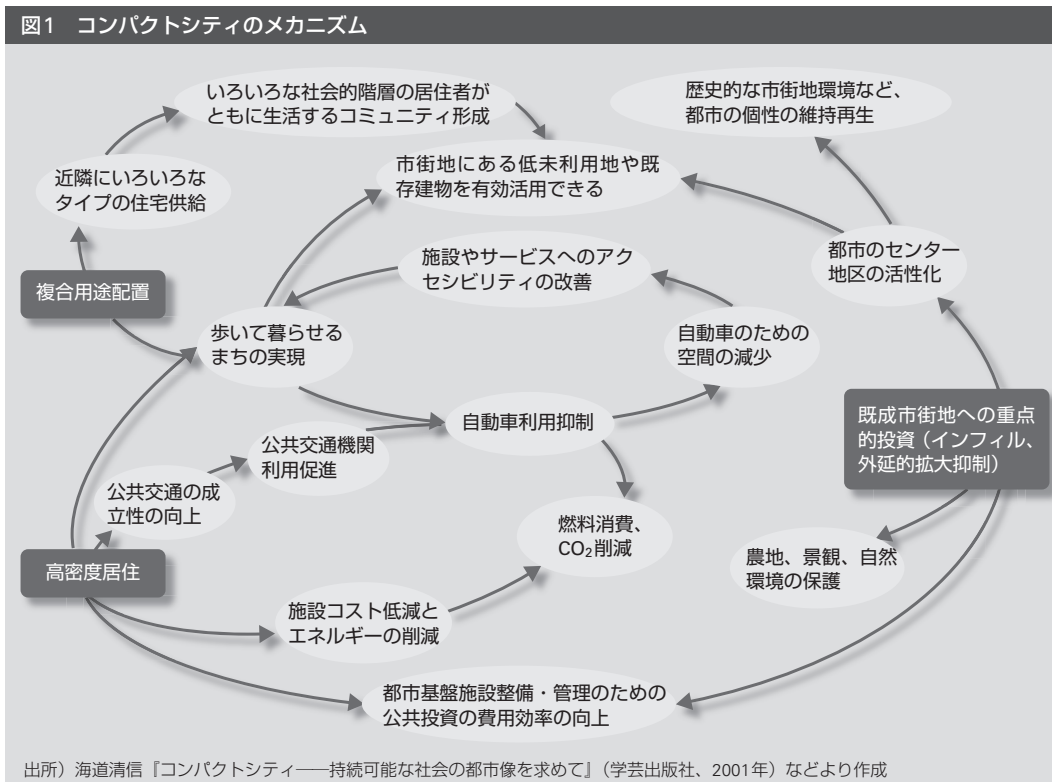 図1　コンパクトシティのメカニズム
いろいろな社会的階層の居住者が
ともに生活するコミュニティ形成
歴史的な市街地環境など、
都市の個性の維持再生
近隣にいろいろな
タイプの住宅供給
市街地にある低未利用地や既
存建物を有効活用できる
都市のセンター
地区の活性化
複合用途配置
施設やサービスへのアク
セシビリティの改善
歩いて暮らせる
まちの実現
自動車のための
空間の減少
自動車利用抑制
既成市街地への重点
的投資（インフィル、
外延的拡大抑制）
公共交通機関
利用促進
公共交通の成
立性の向上
燃料消費、
CO₂削減
農地、景観、自然
環境の保護
高密度居住
施設コスト低減と
エネルギーの削減
都市基盤施設整備・管理のための
公共投資の費用効率の向上
出所）海道清信『コンパクトシティ――持続可能な社会の都市像を求めて』（学芸出版社、2001年）などより作成